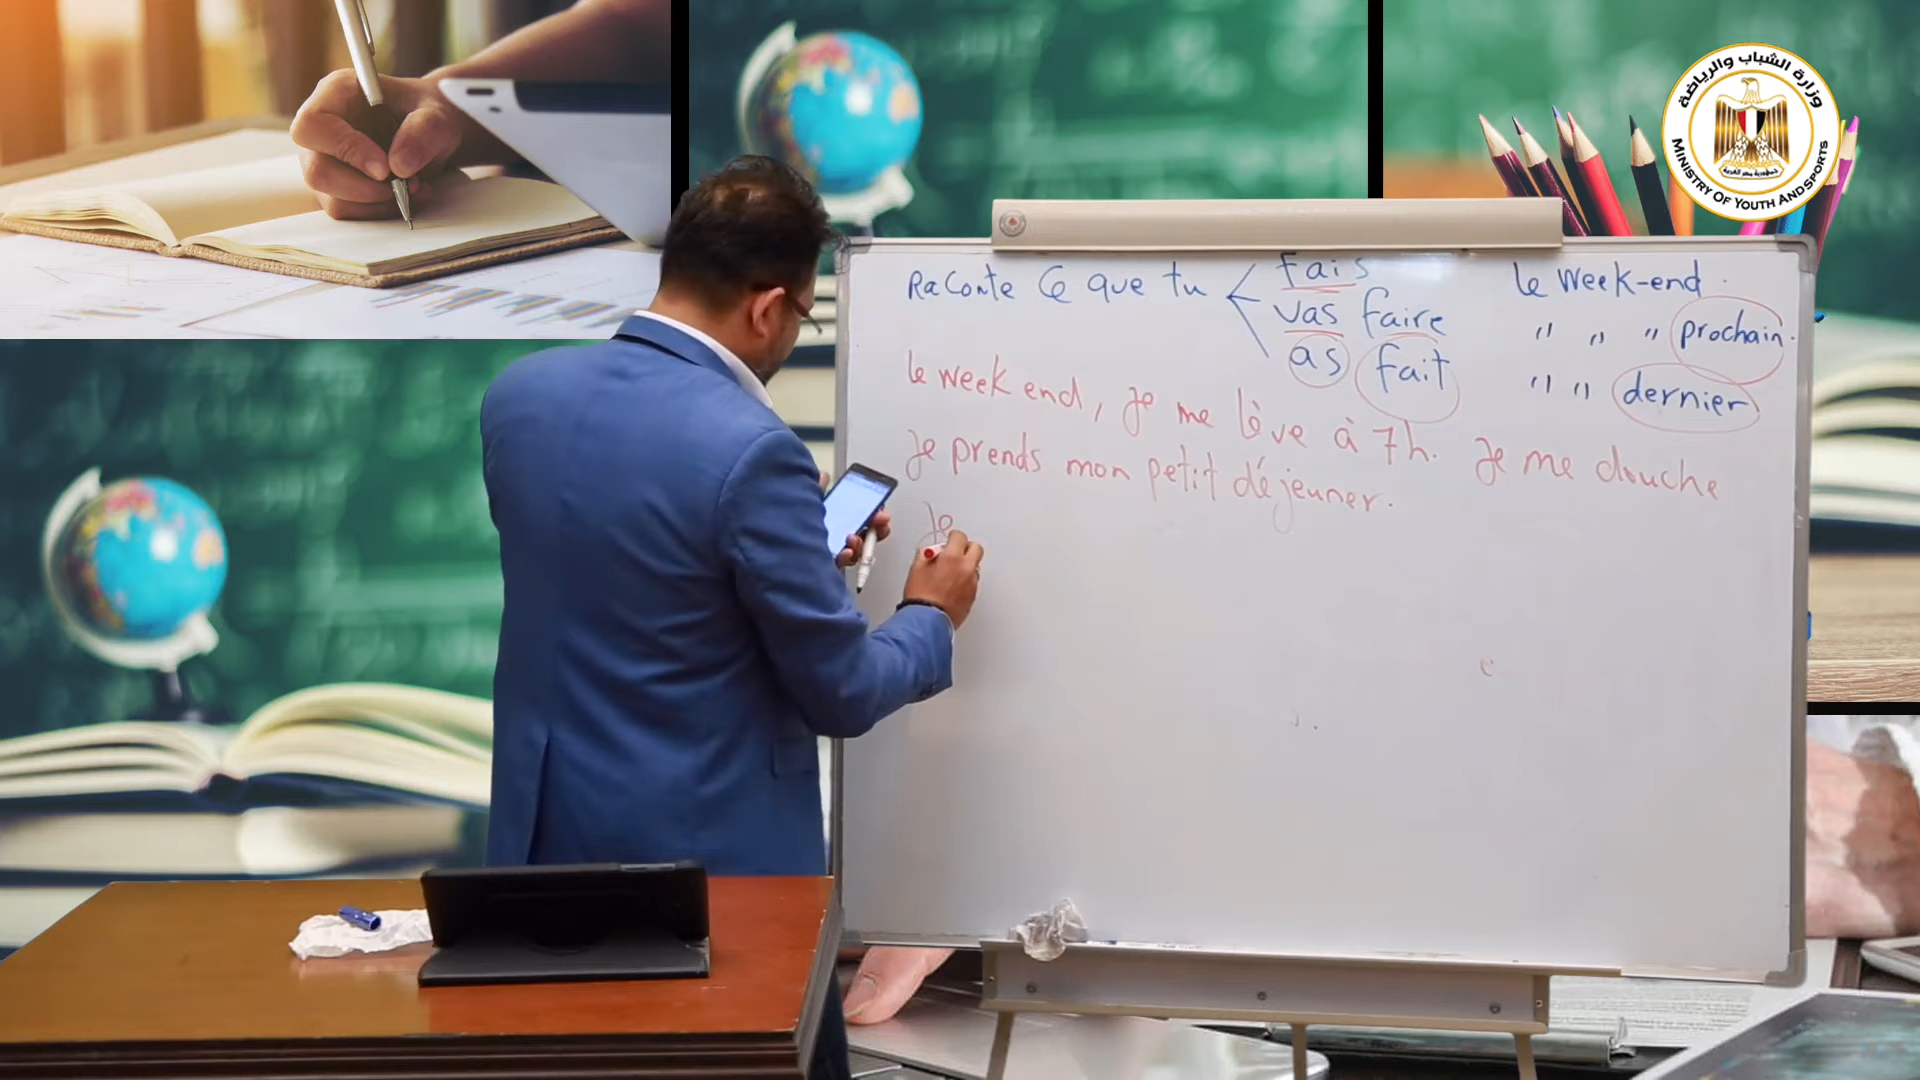 وزارة الشباب والرياضة
MINISTRY OF YOUTH AND SPORTS
Raconte Ce que tu < fais le Week-end.
vas faire " " " prochain.
as fait " " dernier
le week end, je me lève à 7h. Je me douche
Je prends mon petit déjeuner.
Je